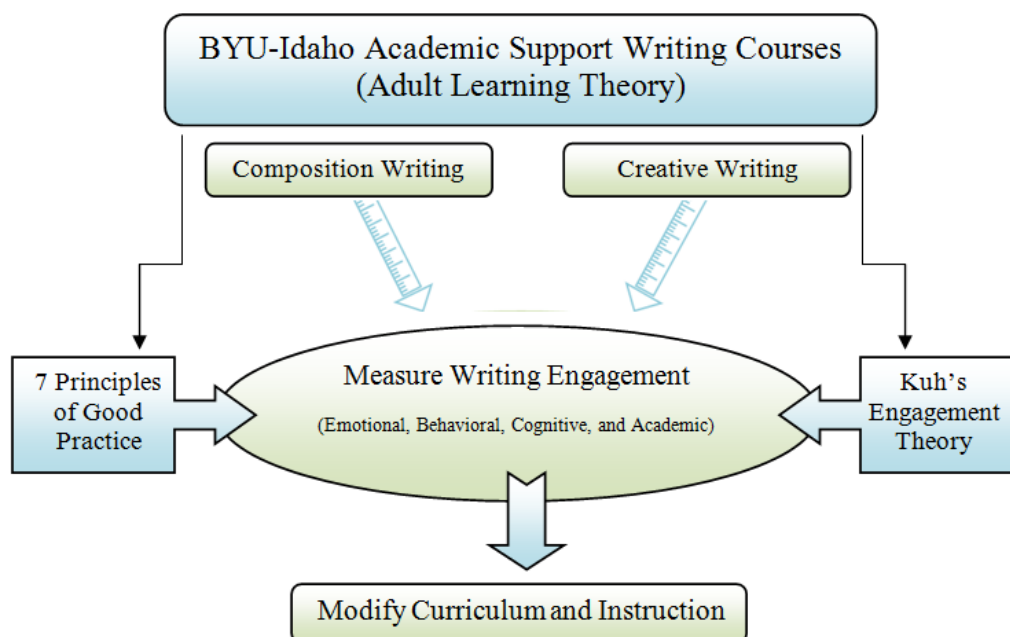 BYU-Idaho Academic Support Writing Courses
(Adult Learning Theory)
Composition Writing
Creative Writing
7 Principles
of Good
Practice
Measure Writing Engagement
(Emotional, Behavioral, Cognitive, and Academic)
Kuh's
Engagement
Theory
Modify Curriculum and Instruction